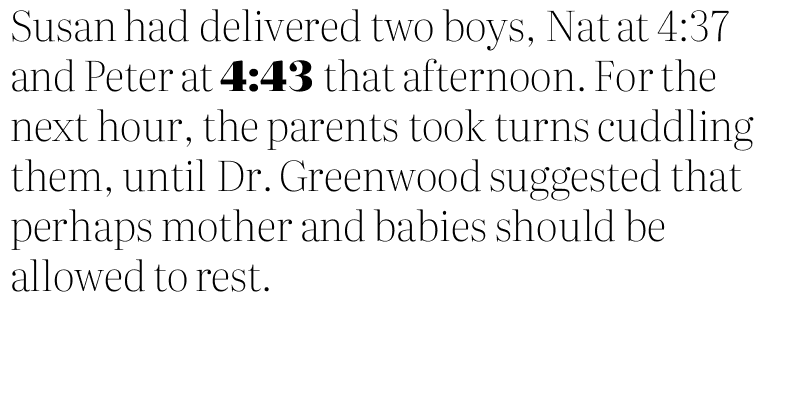 Susan had delivered two boys, Nat at 4:37
and Peter at 4:43 that afternoon. For the
next hour, the parents took turns cuddling
them, until Dr. Greenwood suggested that
perhaps mother and babies should be
allowed to rest.